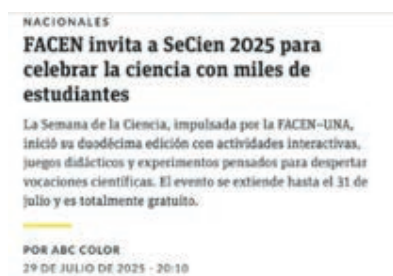 NACIONALES
FACEN invita a SeCien 2025 para
celebrar la ciencia con miles de
estudiantes
La Semana de la Ciencia, impulsada por la FACEN-UNA,
inició su duodécima edición con actividades interactivas,
juegos didácticos y experimentos pensados para despertar
vocaciones científicas. El evento se extiende hasta el 31 de
julio y es totalmente gratuito.
POR ABC COLOR
29 DE JULIO DE 2025 - 20:10